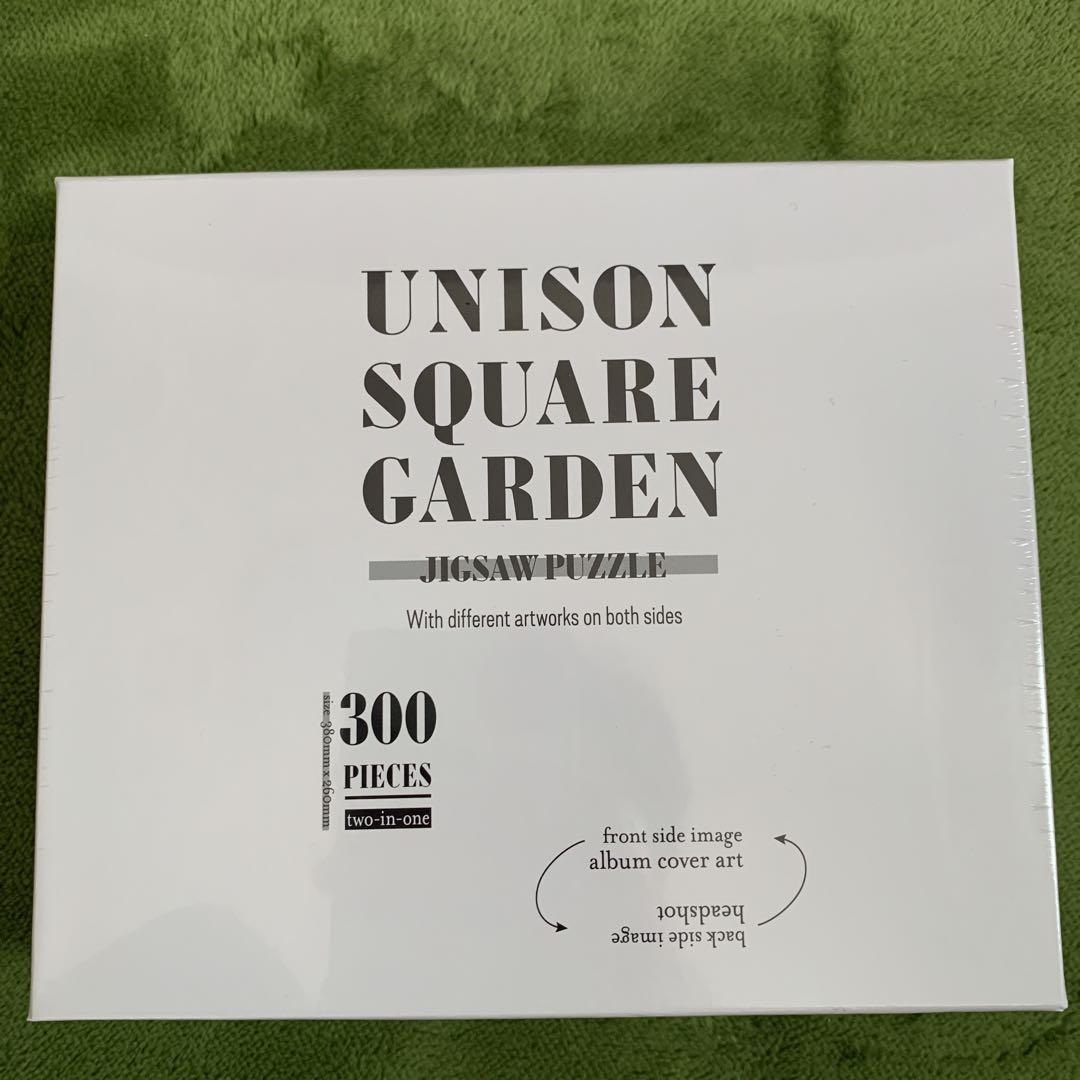 UNISON
SQUARE
GARDEN
JIGSAW PUZZLE
With different artworks on both sides
size 380mm x 260mm
300
PIECES
two-in-one
front side image
album cover art
back side image
headshot